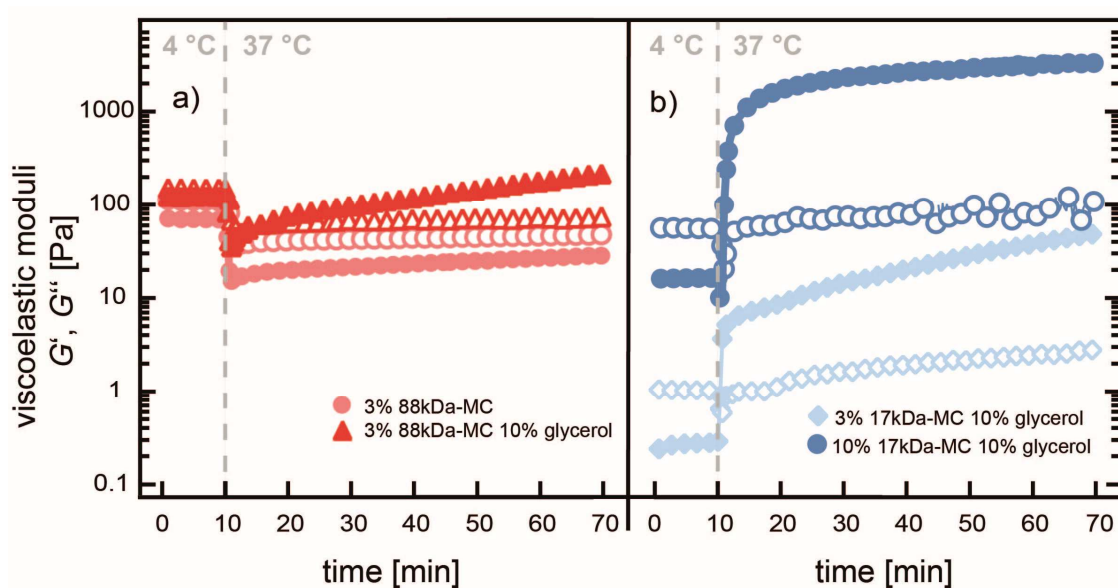 4 °C 37 °C
a)
viscoelastic moduli
G‘, G‘‘ [Pa]
1000
100
10
1
0.1
3% 88kDa-MC
3% 88kDa-MC 10% glycerol
0 10 20 30 40 50 60 70
time [min]
4 °C 37 °C
b)
3% 17kDa-MC 10% glycerol
10% 17kDa-MC 10% glycerol
0 10 20 30 40 50 60 70
time [min]